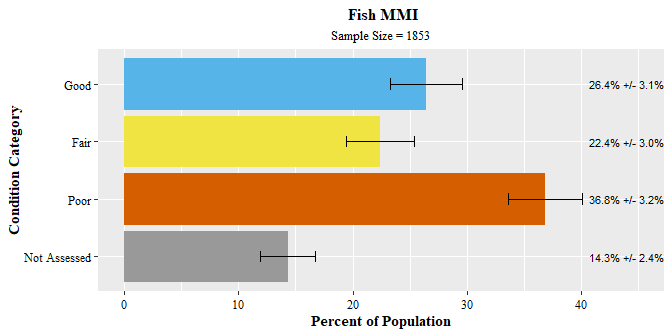 Fish MMI
Sample Size = 1853
Condition Category
Good
26.4% +/- 3.1%
Fair
22.4% +/- 3.0%
Poor
36.8% +/- 3.2%
Not Assessed
14.3% +/- 2.4%
0 10 20 30 40
Percent of Population